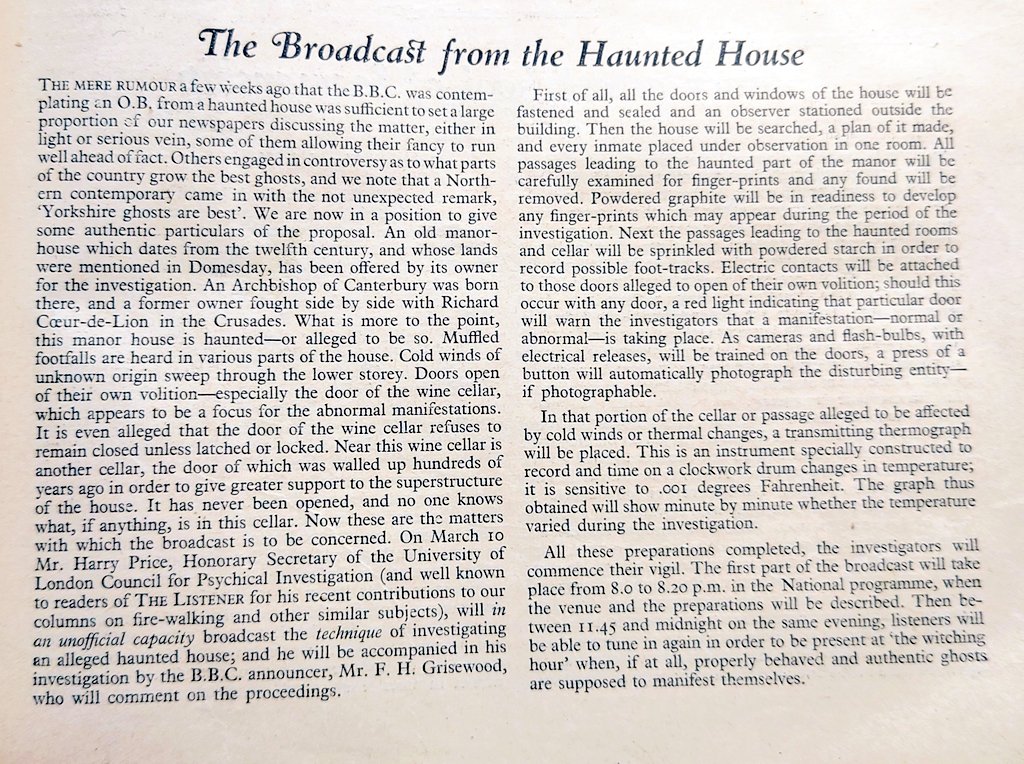 The Broadcast from the Haunted House
THE MERE RUMOUR a few weeks ago that the B.B.C. was contem-
plating an O.B. from a haunted house was sufficient to set a large
proportion of our newspapers discussing the matter, either in
light or serious vein, some of them allowing their fancy to run
well ahead of fact. Others engaged in controversy as to what parts
of the country grow the best ghosts, and we note that a North-
ern contemporary came in with the not unexpected remark,
‘Yorkshire ghosts are best’. We are now in a position to give
some authentic particulars of the proposal. An old manor-
house which dates from the twelfth century, and whose lands
were mentioned in Domesday, has been offered by its owner
for the investigation. An Archbishop of Canterbury was born
there, and a former owner fought side by side with Richard
Cœur-de-Lion in the Crusades. What is more to the point,
this manor house is haunted—or alleged to be so. Muffled
footfalls are heard in various parts of the house. Cold winds of
unknown origin sweep through the lower storey. Doors open
of their own volition—especially the door of the wine cellar,
which appears to be a focus for the abnormal manifestations.
It is even alleged that the door of the wine cellar refuses to
remain closed unless latched or locked. Near this wine cellar is
another cellar, the door of which was walled up hundreds of
years ago in order to give greater support to the superstructure
of the house. It has never been opened, and no one knows
what, if anything, is in this cellar. Now these are the matters
with which the broadcast is to be concerned. On March 10
Mr. Harry Price, Honorary Secretary of the University of
London Council for Psychical Investigation (and well known
to readers of THE LISTENER for his recent contributions to our
columns on fire-walking and other similar subjects), will in
an unofficial capacity broadcast the technique of investigating
an alleged haunted house; and he will be accompanied in his
investigation by the B.B.C. announcer, Mr. F. H. Grisewood,
who will comment on the proceedings.
First of all, all the doors and windows of the house will be
fastened and sealed and an observer stationed outside the
building. Then the house will be searched, a plan of it made,
and every inmate placed under observation in one room. All
passages leading to the haunted part of the manor will be
carefully examined for finger-prints and any found will be
removed. Powdered graphite will be in readiness to develop
any finger-prints which may appear during the period of the
investigation. Next the passages leading to the haunted rooms
and cellar will be sprinkled with powdered starch in order to
record possible foot-tracks. Electric contacts will be attached
to those doors alleged to open of their own volition; should this
occur with any door, a red light indicating that particular door
will warn the investigators that a manifestation—normal or
abnormal—is taking place. As cameras and flash-bulbs, with
electrical releases, will be trained on the doors, a press of a
button will automatically photograph the disturbing entity—
if photographable.
In that portion of the cellar or passage alleged to be affected
by cold winds or thermal changes, a transmitting thermograph
will be placed. This is an instrument specially constructed to
record and time on a clockwork drum changes in temperature;
it is sensitive to .001 degrees Fahrenheit. The graph thus
obtained will show minute by minute whether the temperature
varied during the investigation.
All these preparations completed, the investigators will
commence their vigil. The first part of the broadcast will take
place from 8.0 to 8.20 p.m. in the National programme, when
the venue and the preparations will be described. Then be-
tween 11.45 and midnight on the same evening, listeners will
be able to tune in again in order to be present at ‘the witching
hour’ when, if at all, properly behaved and authentic ghosts
are supposed to manifest themselves.